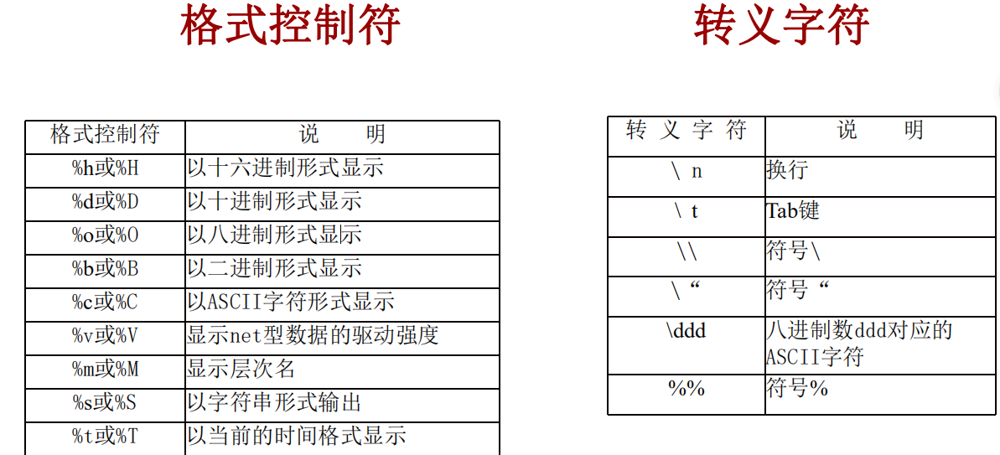 格式控制符
格式控制符 说 明
%h或%H 以十六进制形式显示
%d或%D 以十进制形式显示
%o或%O 以八进制形式显示
%b或%B 以二进制形式显示
%c或%C 以ASCII字符形式显示
%v或%V 显示net型数据的驱动强度
%m或%M 显示层次名
%s或%S 以字符串形式输出
%t或%T 以当前的时间格式显示
转义字符
转 义 字 符 说 明
\ n 换行
\ t Tab键
\\ 符号\
\“ 符号“
\ddd 八进制数ddd对应的
ASCII字符
%% 符号%